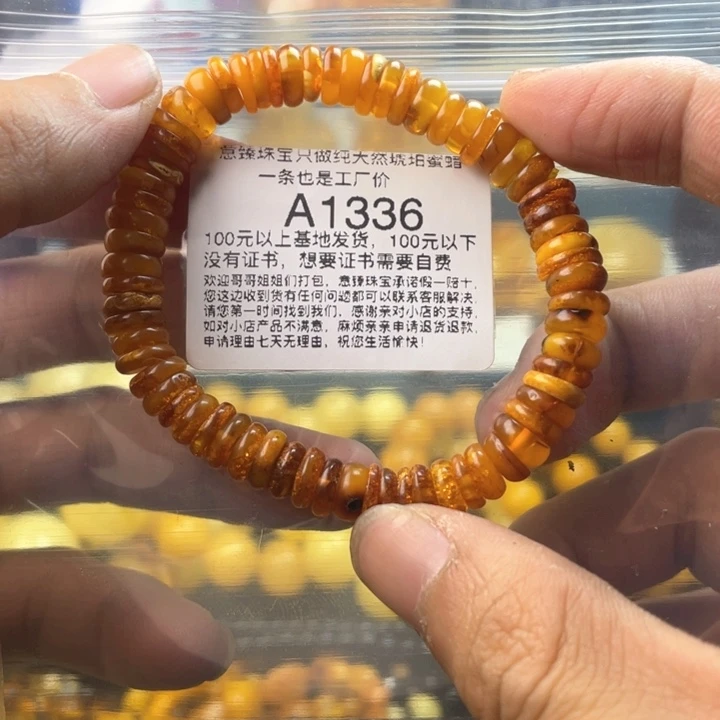 意臻珠宝只做纯天然琥珀蜜蜡
一条也是工厂价
A1336
100元以上基地发货，100元以下
没有证书，想要证书需要自费
欢迎哥哥姐姐们打包，意臻珠宝承诺假一赔十，
您这边收到货有任何问题都可以联系客服解决，
请您第一时间找到我们，感谢亲对小店的支持，
如对小店产品不满意，麻烦亲亲申请退货退款，
申请理由七天无理由，祝您生活愉快！